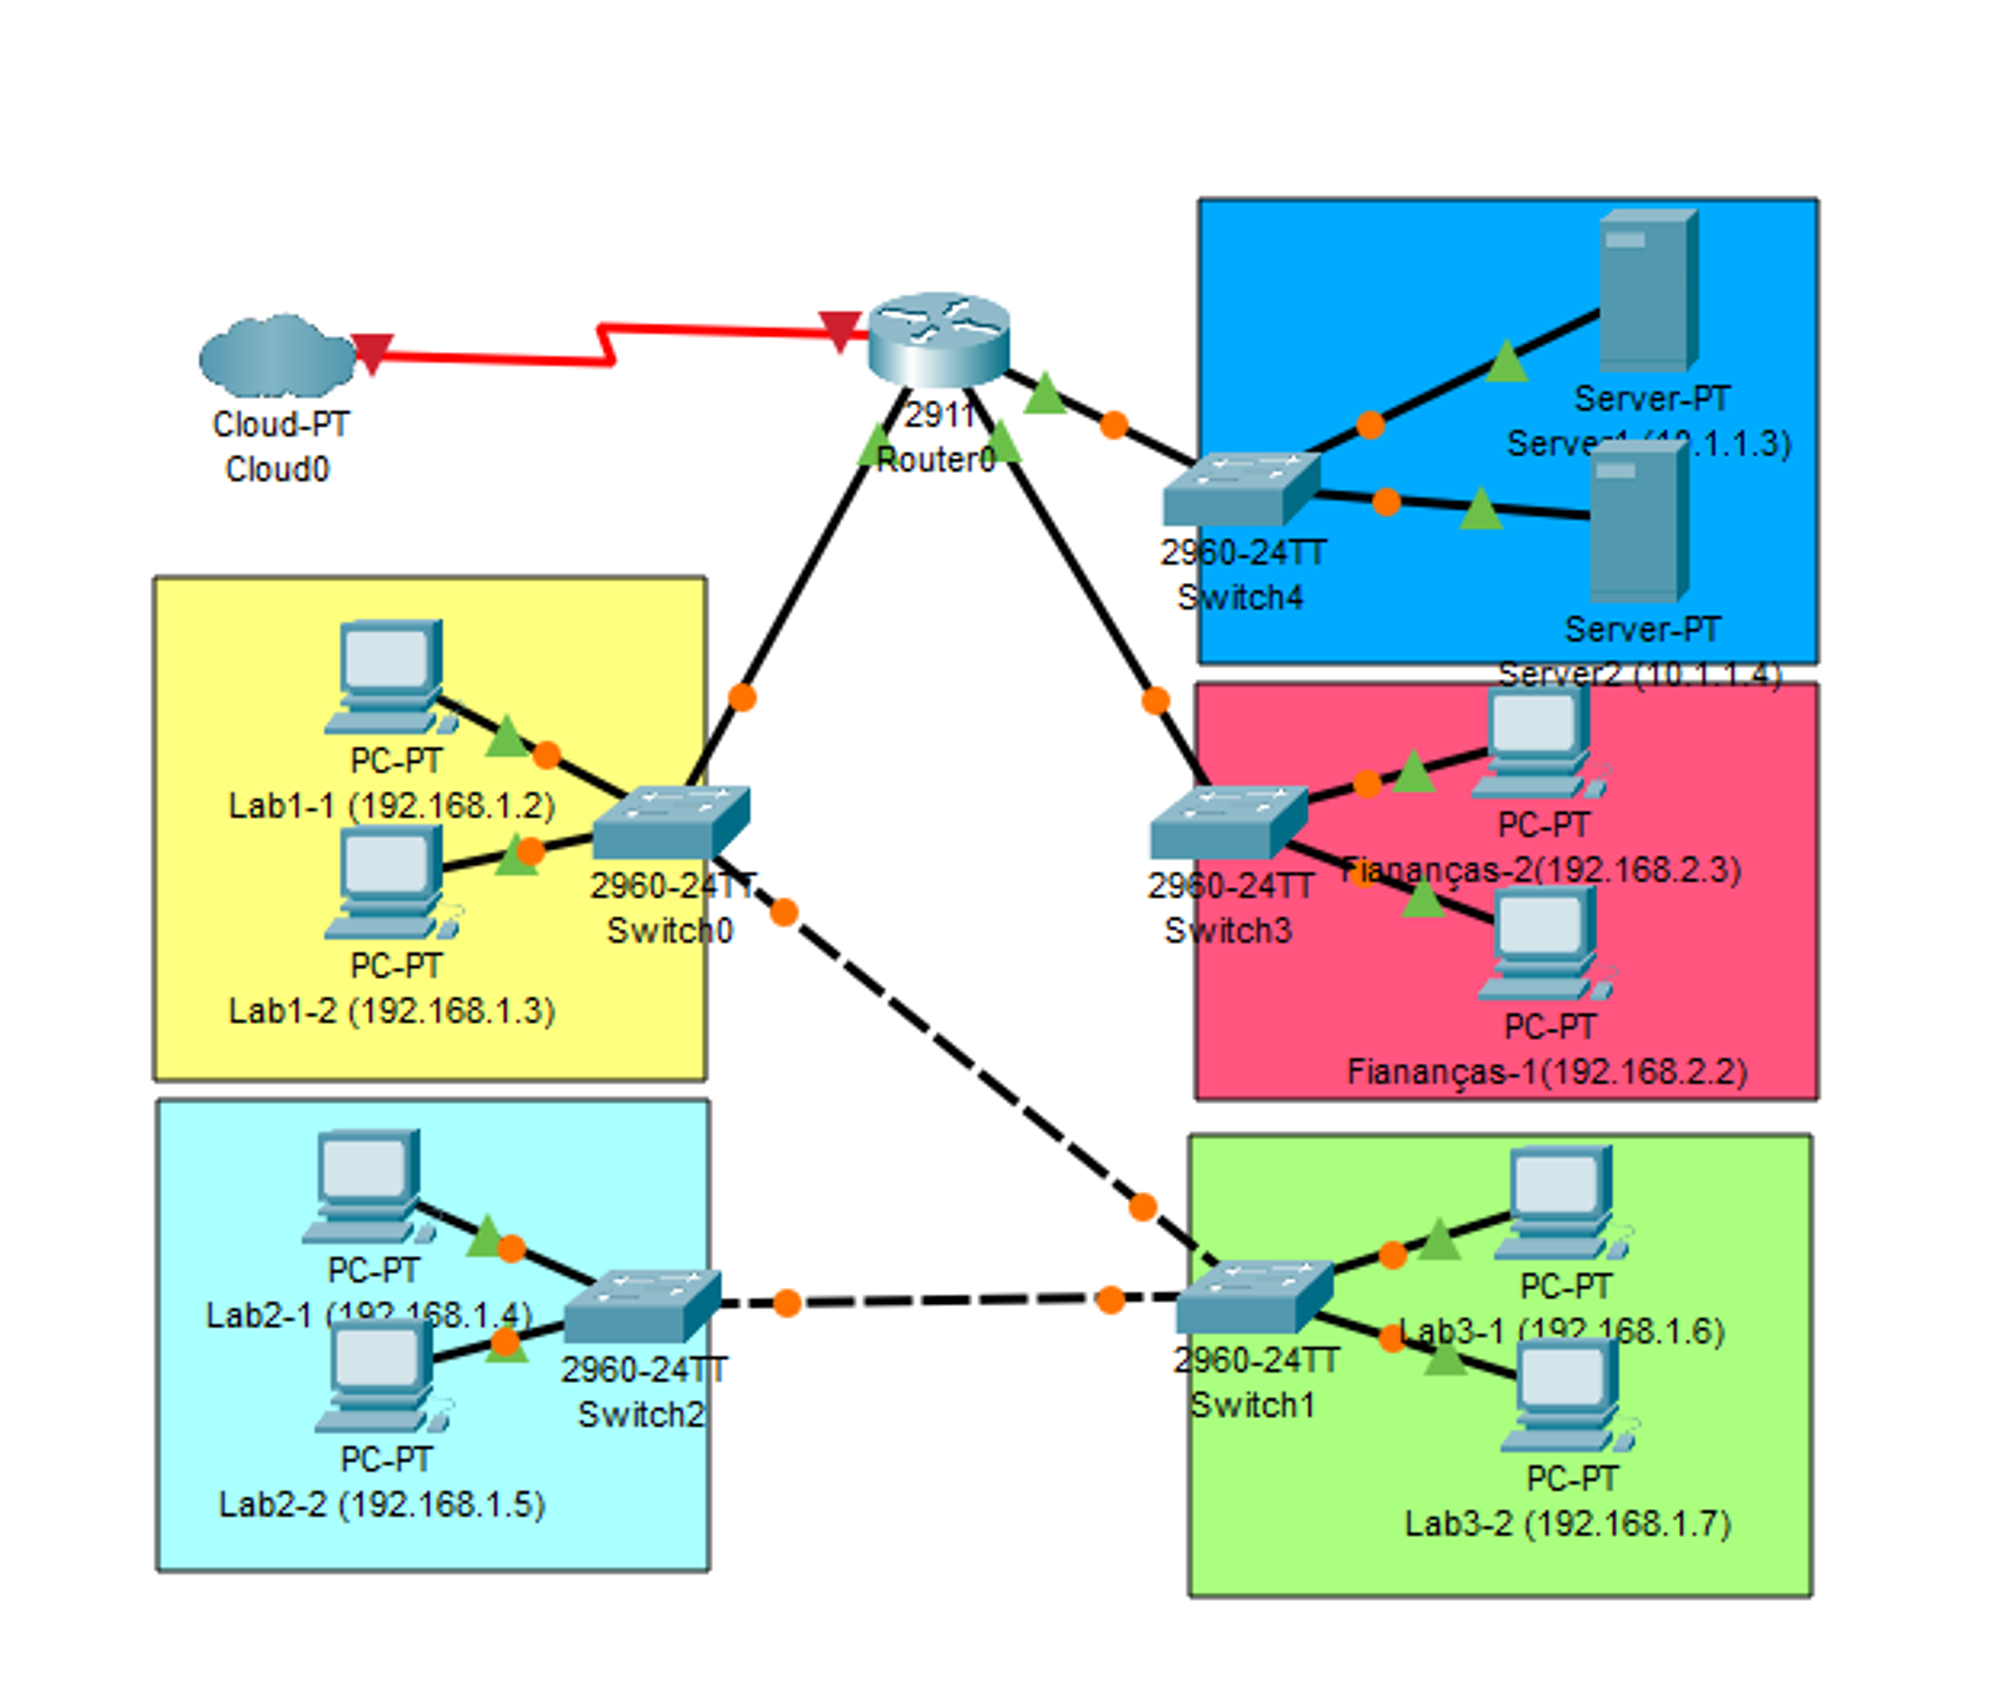 Cloud-PT
Cloud0
2911
Router0
Server-PT
Server1 (10.1.1.3)
2960-24TT
Switch4
Server-PT
Server2 (10.1.1.4)
PC-PT
Lab1-1 (192.168.1.2)
PC-PT
Lab1-2 (192.168.1.3)
2960-24TT
Switch0
2960-24TT
Switch3
PC-PT
Fiananças-2(192.168.2.3)
PC-PT
Fiananças-1(192.168.2.2)
PC-PT
Lab2-1 (192.168.1.4)
PC-PT
Lab2-2 (192.168.1.5)
2960-24TT
Switch2
2960-24TT
Switch1
PC-PT
Lab3-1 (192.168.1.6)
PC-PT
Lab3-2 (192.168.1.7)